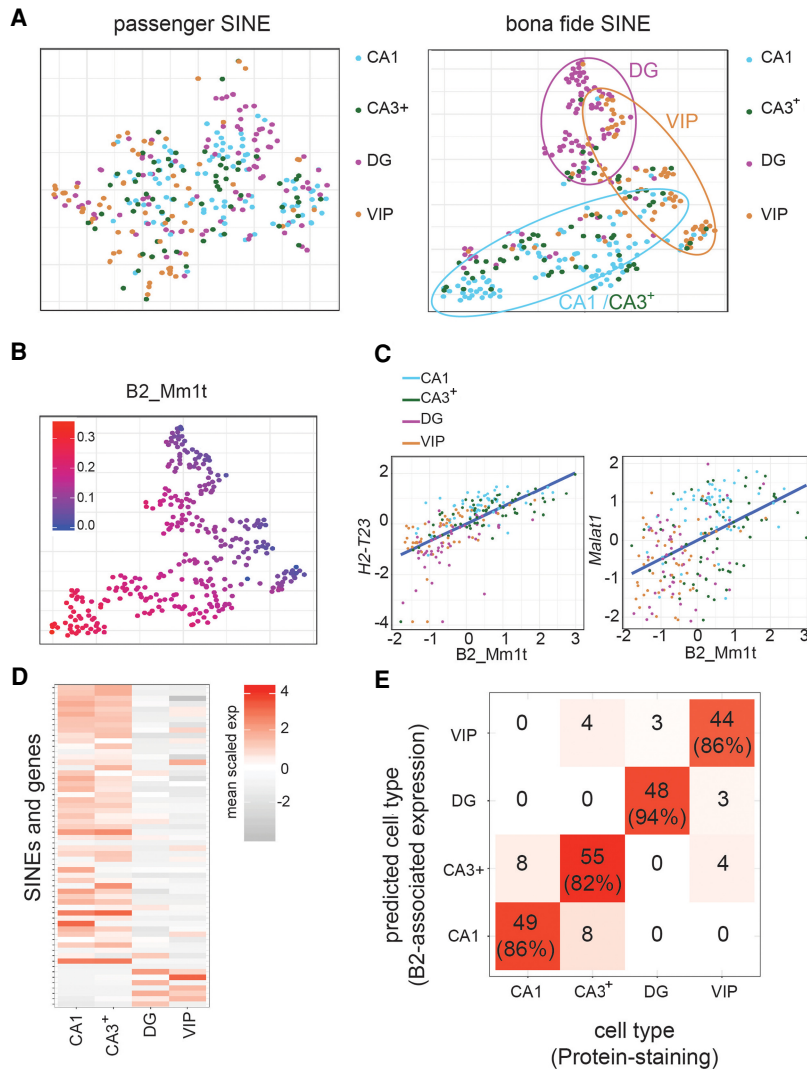 A
passenger SINE
bona fide SINE
CA1
CA3+
DG
VIP
DG
VIP
CA1 /CA3+
CA1
CA3+
DG
VIP
B
B2_Mm1t
0.3
0.2
0.1
0.0
C
CA1
CA3+
DG
VIP
H2-T23
2
0
-2
-4
-2 -1 0 1 2 3
B2_Mm1t
Malat1
2
1
0
-1
-2
-2 -1 0 1 2 3
B2_Mm1t
D
SINEs and genes
CA1
CA3+
DG
VIP
mean scaled exp
4
2
0
-2
E
predicted cell type
(B2-associated expression)
VIP
0
4
3
44
(86%)
DG
0
0
48
(94%)
3
CA3+
8
55
(82%)
0
4
CA1
49
(86%)
8
0
0
CA1
CA3+
DG
VIP
cell type
(Protein-staining)